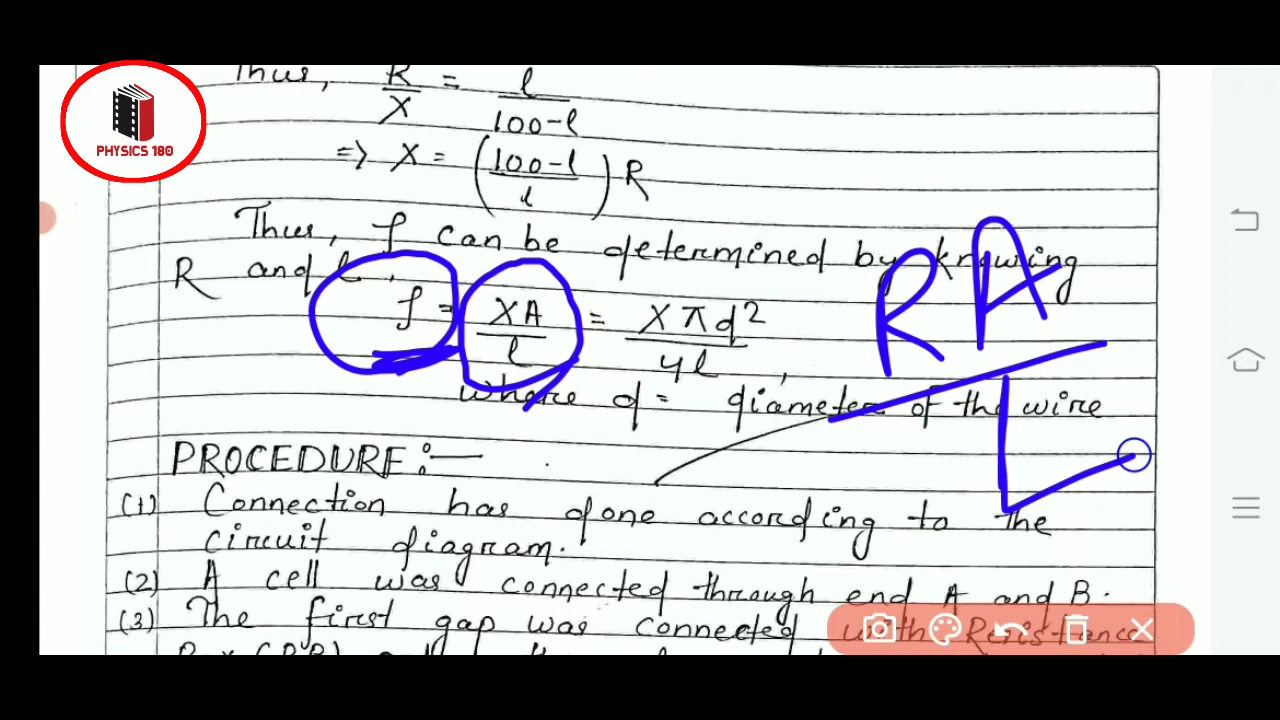 PHYSICS 180
Thus, R/X = l/100-l
=> X = (100-l/l) R
Thus, ρ can be determined by knowing
R and l.
ρ = XA/l = Xπd²/4l ,
where d = diameter of the wire
RA/L
PROCEDURE:—
(1) Connection has done according to the
circuit diagram.
(2) A cell was connected through end A and B.
(3) The first gap was connected with Resistance